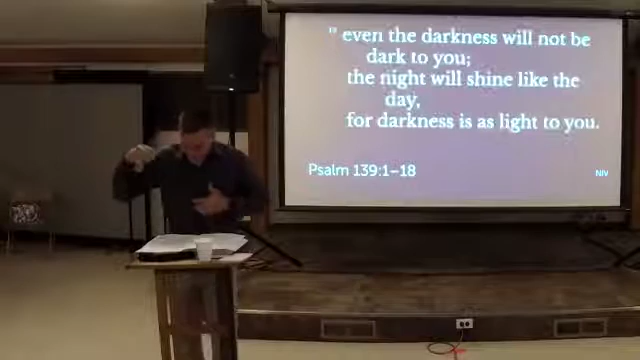 ¹² even the darkness will not be
dark to you;
the night will shine like the
day,
for darkness is as light to you.
Psalm 139:1–18
NIV